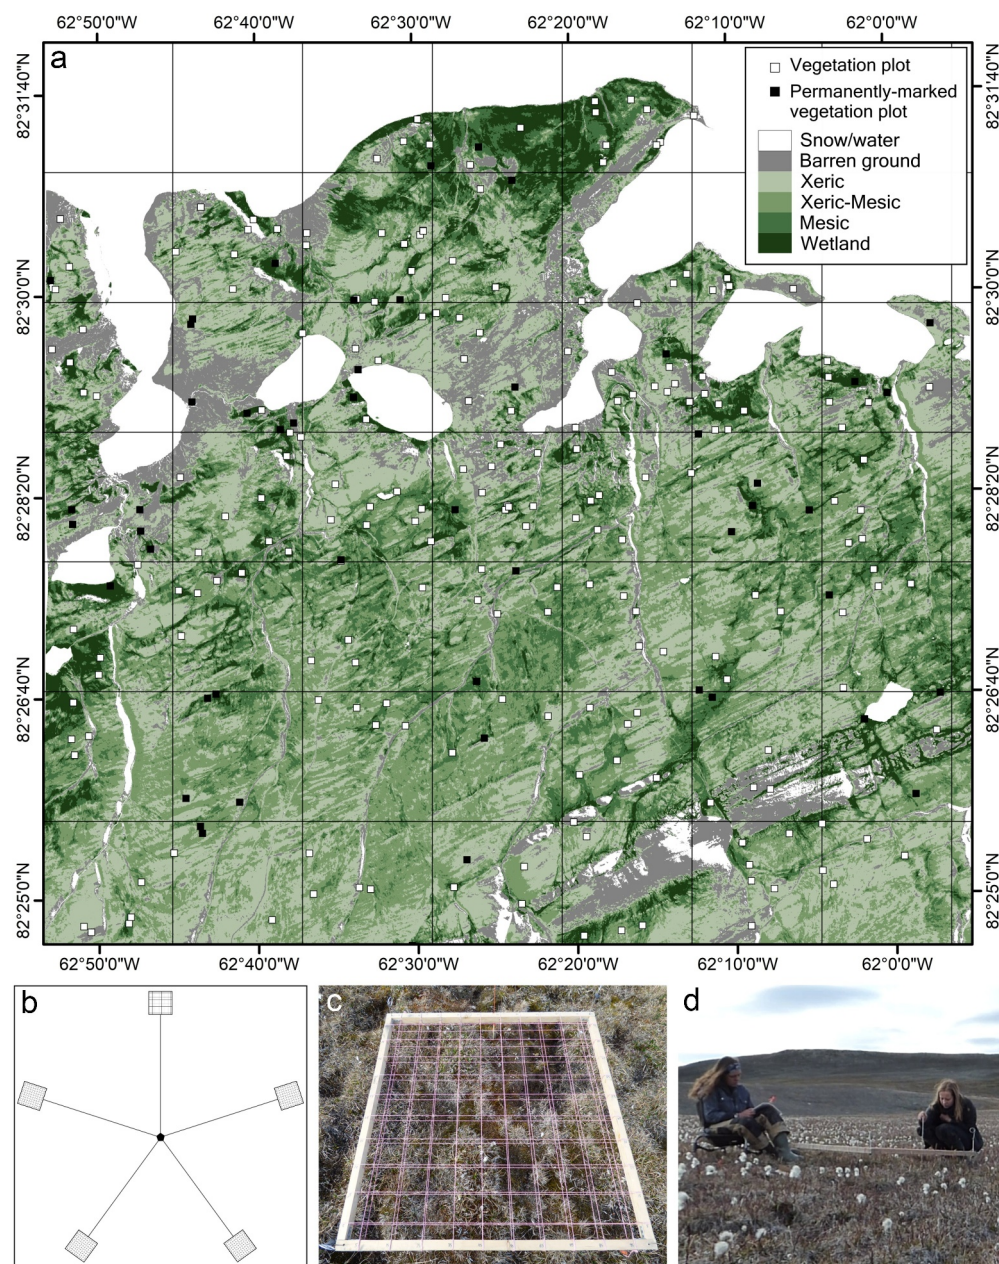 62°50'0"W 62°40'0"W 62°30'0"W 62°20'0"W 62°10'0"W 62°0'0"W
a
Vegetation plot
Permanently-marked
vegetation plot
Snow/water
Barren ground
Xeric
Xeric-Mesic
Mesic
Wetland
82°31'40"N 82°31'40"N
82°30'0"N 82°30'0"N
82°28'20"N 82°28'20"N
82°26'40"N 82°26'40"N
82°25'0"N 82°25'0"N
62°50'0"W 62°40'0"W 62°30'0"W 62°20'0"W 62°10'0"W 62°0'0"W
b
c
d